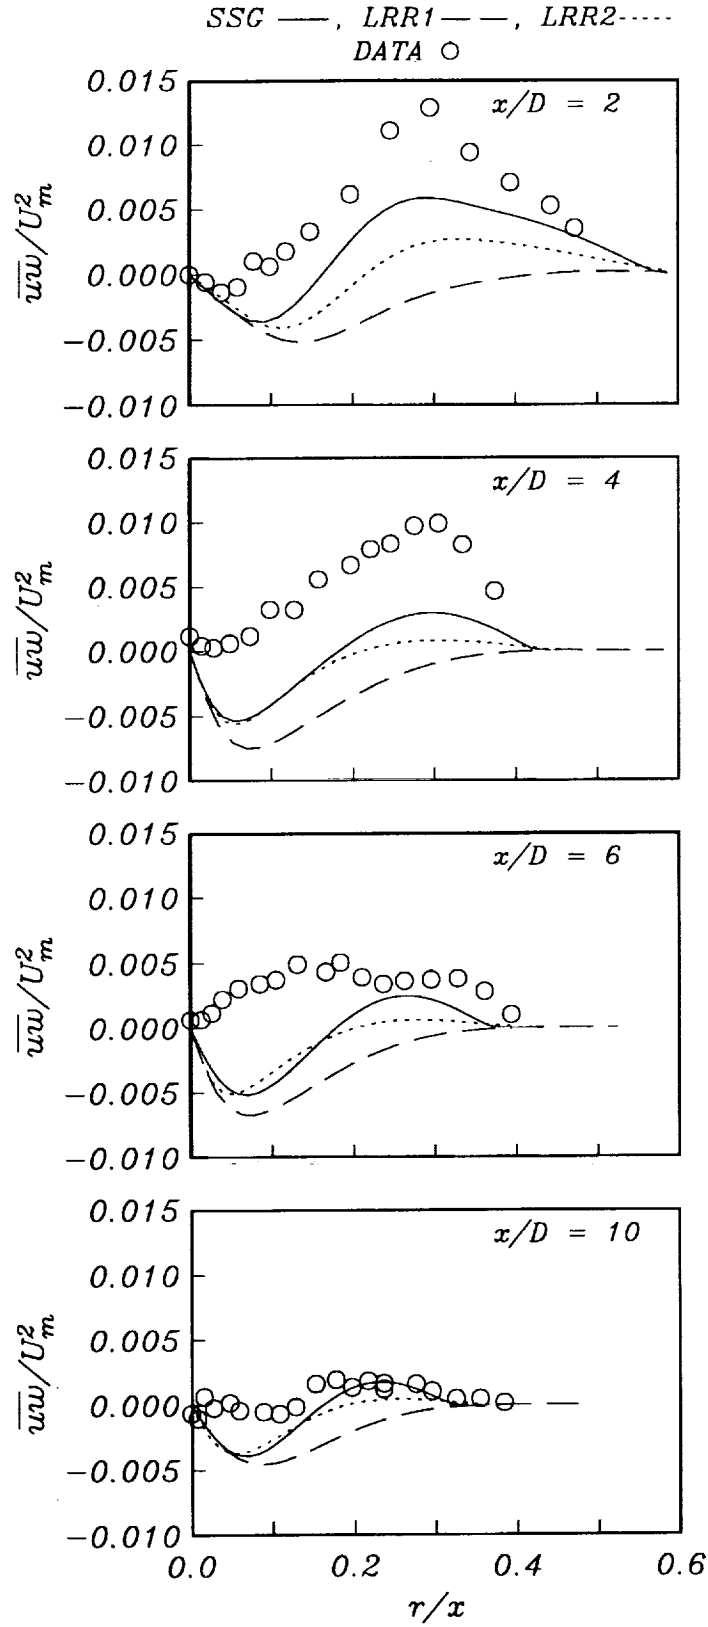 SSG ——, LRR1 — — —, LRR2 ·····
DATA ○
0.015
x/D = 2
0.010
0.005
0.000
−0.005
−0.010
uw/U²m
0.015
x/D = 4
0.010
0.005
0.000
−0.005
−0.010
uw/U²m
0.015
x/D = 6
0.010
0.005
0.000
−0.005
−0.010
uw/U²m
0.015
x/D = 10
0.010
0.005
0.000
−0.005
−0.010
uw/U²m
0.0 0.2 0.4 0.6
r/x